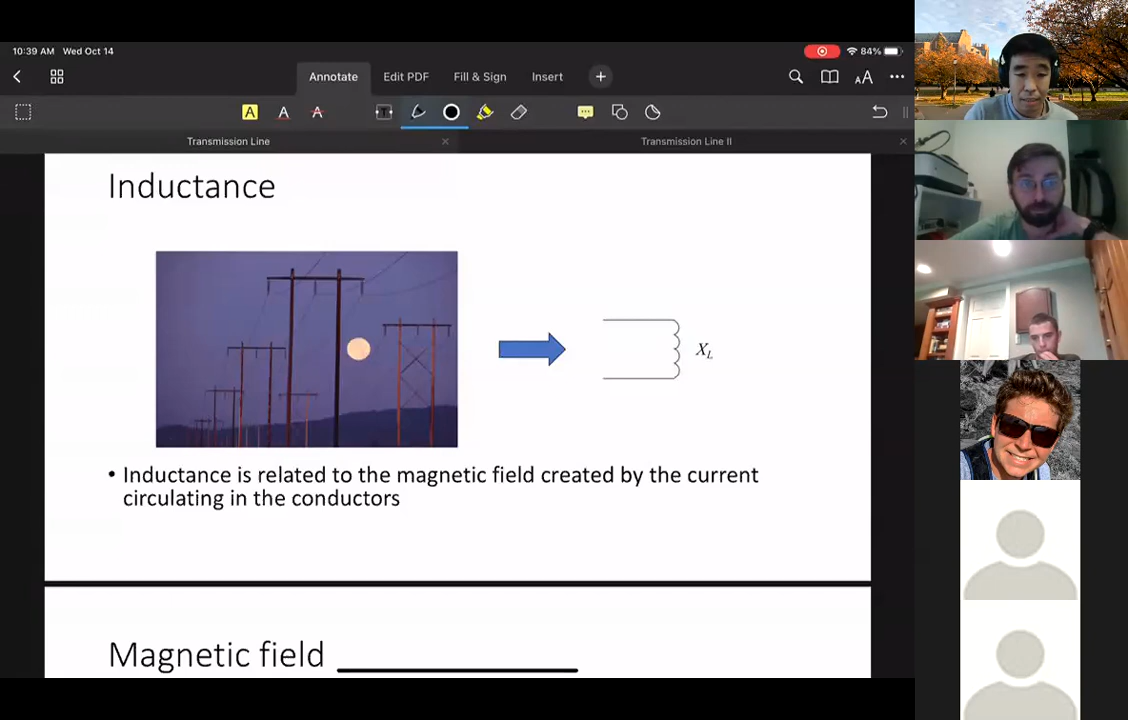 10:39 AM Wed Oct 14
84%
Annotate Edit PDF Fill & Sign Insert +
AA
A A A T
Transmission Line × Transmission Line II ×
Inductance
X_L
• Inductance is related to the magnetic field created by the current
circulating in the conductors
Magnetic field